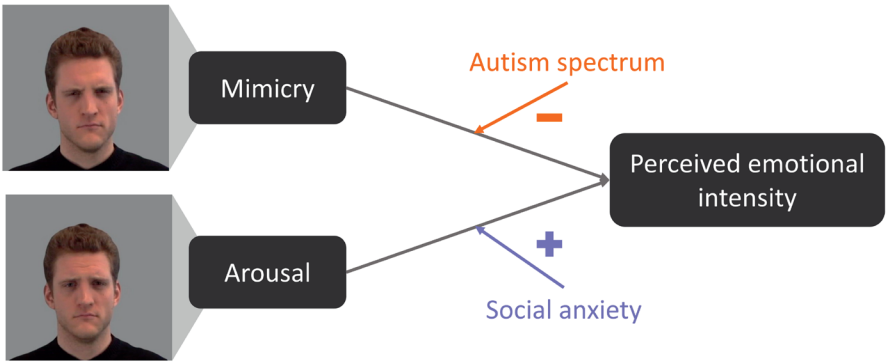 Autism spectrum
Mimicry
Perceived emotional
intensity
Arousal
Social anxiety